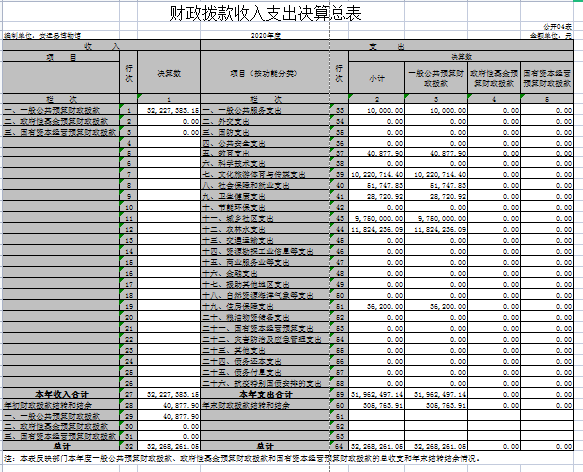 财政拨款收入支出决算总表
公开04表
编制单位：安远县博物馆 2020年度 金额单位：元
收 入 支 出
项 目 行次 决算数 项目（按功能分类） 行次 决算数
小计 一般公共预算财政拨款 政府性基金预算财政拨款 国有资本经营预算财政拨款
栏 次 1 栏 次 2 3 4 5
一、一般公共预算财政拨款 1 32,227,383.15 一、一般公共服务支出 33 10,000.00 10,000.00 0.00 0.00
二、政府性基金预算财政拨款 2 0.00 二、外交支出 34 0.00 0.00 0.00 0.00
三、国有资本经营预算财政拨款 3 0.00 三、国防支出 35 0.00 0.00 0.00 0.00
4 四、公共安全支出 36 0.00 0.00 0.00 0.00
5 五、教育支出 37 40,877.90 40,877.90 0.00 0.00
6 六、科学技术支出 38 0.00 0.00 0.00 0.00
7 七、文化旅游体育与传媒支出 39 10,220,714.40 10,220,714.40 0.00 0.00
8 八、社会保障和就业支出 40 51,747.83 51,747.83 0.00 0.00
9 九、卫生健康支出 41 28,720.92 28,720.92 0.00 0.00
10 十、节能环保支出 42 0.00 0.00 0.00 0.00
11 十一、城乡社区支出 43 9,750,000.00 9,750,000.00 0.00 0.00
12 十二、农林水支出 44 11,824,236.09 11,824,236.09 0.00 0.00
13 十三、交通运输支出 45 0.00 0.00 0.00 0.00
14 十四、资源勘探工业信息等支出 46 0.00 0.00 0.00 0.00
15 十五、商业服务业等支出 47 0.00 0.00 0.00 0.00
16 十六、金融支出 48 0.00 0.00 0.00 0.00
17 十七、援助其他地区支出 49 0.00 0.00 0.00 0.00
18 十八、自然资源海洋气象等支出 50 0.00 0.00 0.00 0.00
19 十九、住房保障支出 51 36,200.00 36,200.00 0.00 0.00
20 二十、粮油物资储备支出 52 0.00 0.00 0.00 0.00
21 二十一、国有资本经营预算支出 53 0.00 0.00 0.00 0.00
22 二十二、灾害防治及应急管理支出 54 0.00 0.00 0.00 0.00
23 二十三、其他支出 55 0.00 0.00 0.00 0.00
24 二十四、债务还本支出 56 0.00 0.00 0.00 0.00
25 二十五、债务付息支出 57 0.00 0.00 0.00 0.00
26 二十六、抗疫特别国债安排的支出 58 0.00 0.00 0.00 0.00
本年收入合计 27 32,227,383.15 本年支出合计 59 31,962,497.14 31,962,497.14 0.00 0.00
年初财政拨款结转和结余 28 40,877.90 年末财政拨款结转和结余 60 305,763.91 305,763.91 0.00 0.00
一、一般公共预算财政拨款 29 40,877.90 61
二、政府性基金预算财政拨款 30 0.00 62
三、国有资本经营预算财政拨款 31 0.00 63
总计 32 32,268,261.05 总计 64 32,268,261.05 32,268,261.05 0.00 0.00
注：本表反映部门本年度一般公共预算财政拨款、政府性基金预算财政拨款和国有资本经营预算财政拨款的总收支和年末结转结余情况。